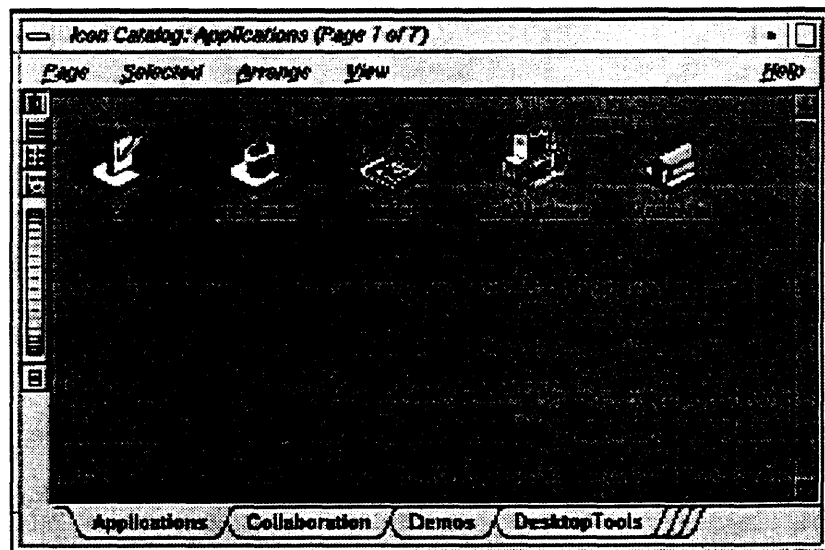 Icon Catalog: Applications (Page 1 of 7)
Page Selected Arrange View Help
Applications Collaboration Demos DesktopTools